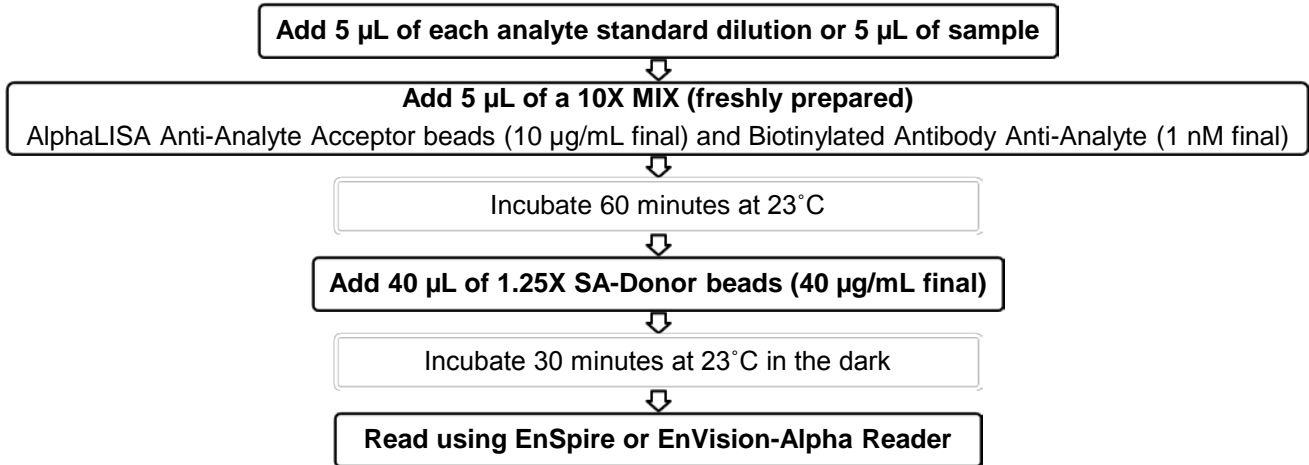 Add 5 µL of each analyte standard dilution or 5 µL of sample
Add 5 µL of a 10X MIX (freshly prepared)
AlphaLISA Anti-Analyte Acceptor beads (10 µg/mL final) and Biotinylated Antibody Anti-Analyte (1 nM final)
Incubate 60 minutes at 23˚C
Add 40 µL of 1.25X SA-Donor beads (40 µg/mL final)
Incubate 30 minutes at 23˚C in the dark
Read using EnSpire or EnVision-Alpha Reader